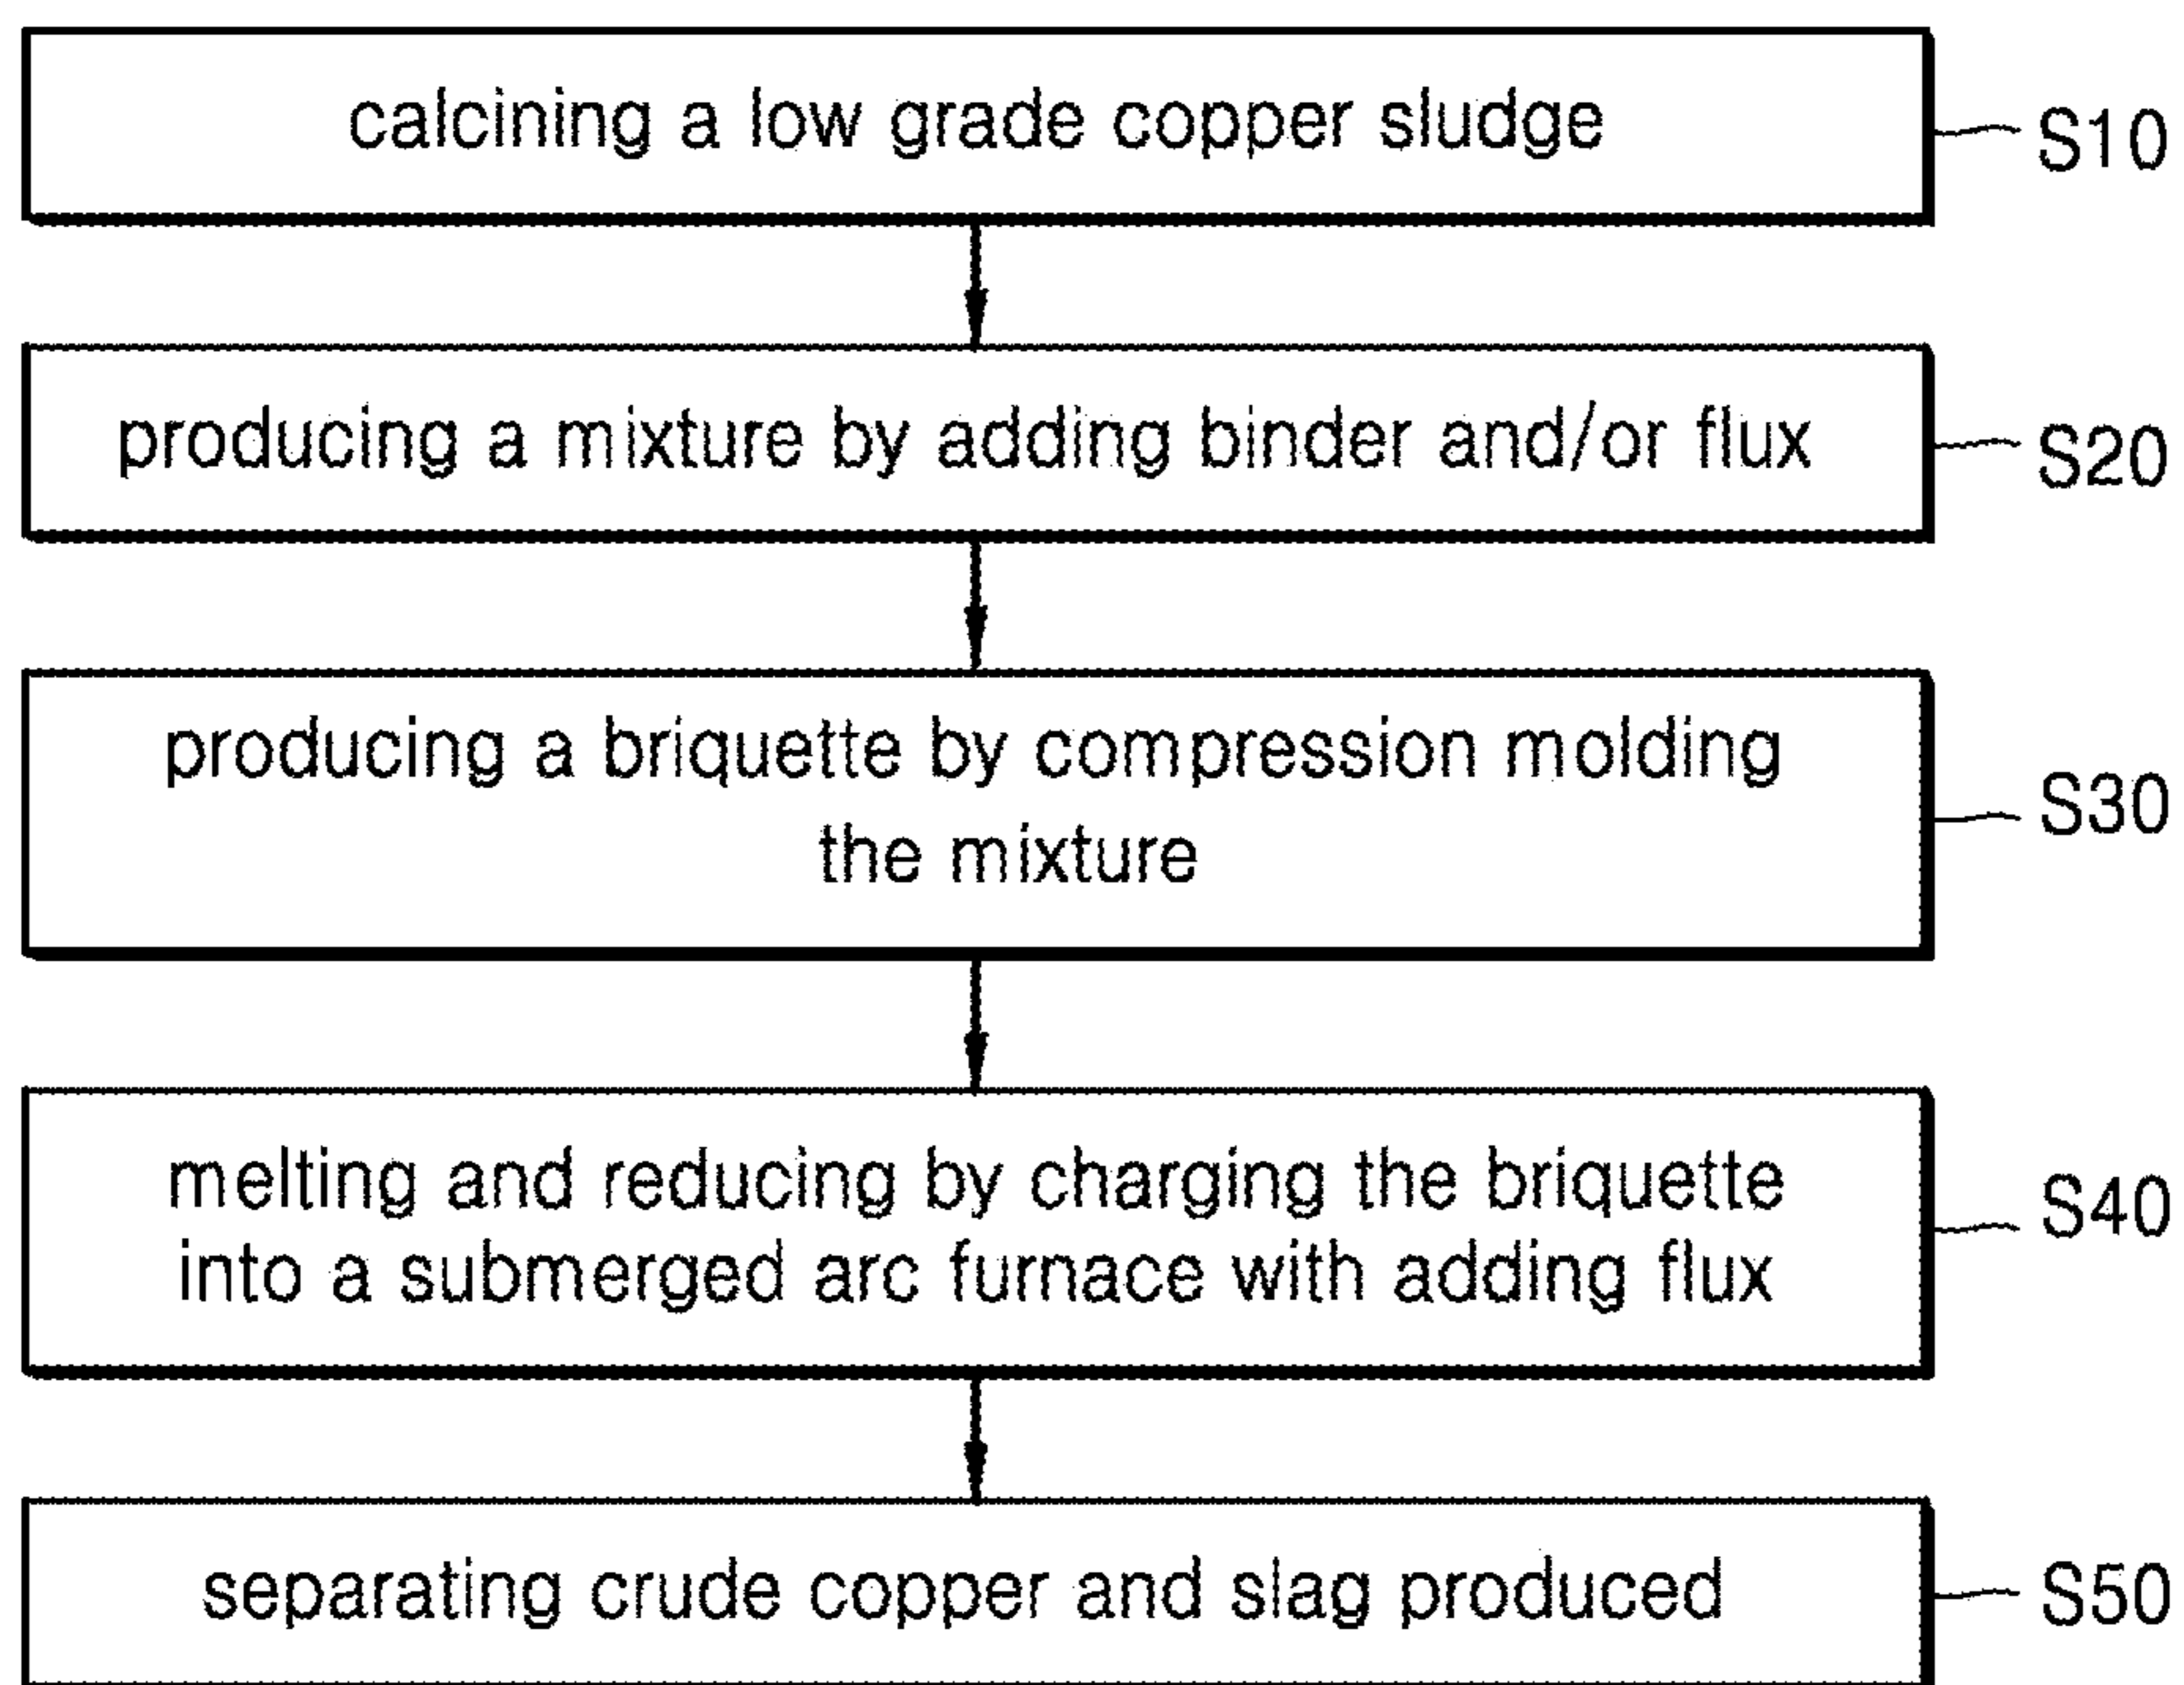 calcining a low grade copper sludge
S10
producing a mixture by adding binder and/or flux
S20
producing a briquette by compression molding
the mixture
S30
melting and reducing by charging the briquette
into a submerged arc furnace with adding flux
S40
separating crude copper and slag produced
S50